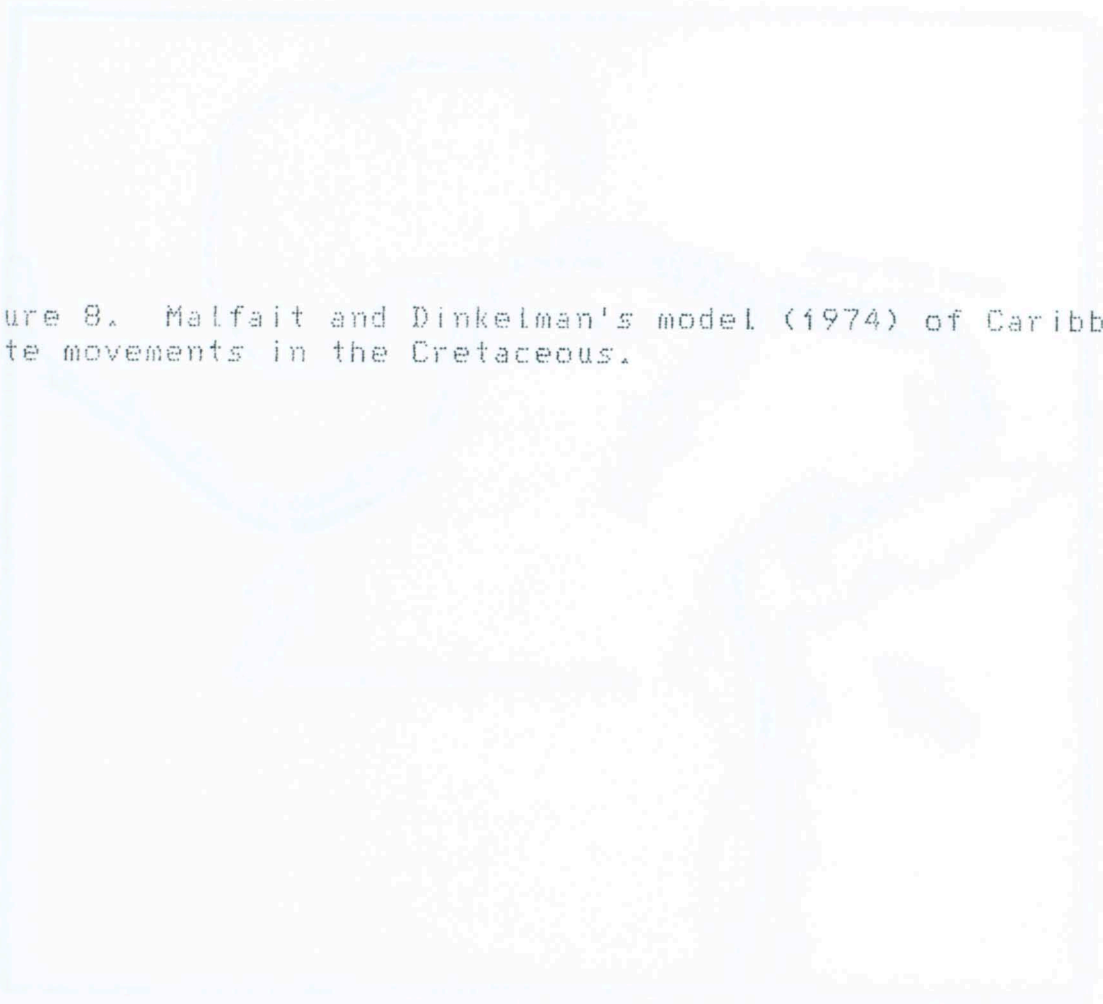 ure 8. Malfait and Dinkelman's model (1974) of Caribb
te movements in the Cretaceous.